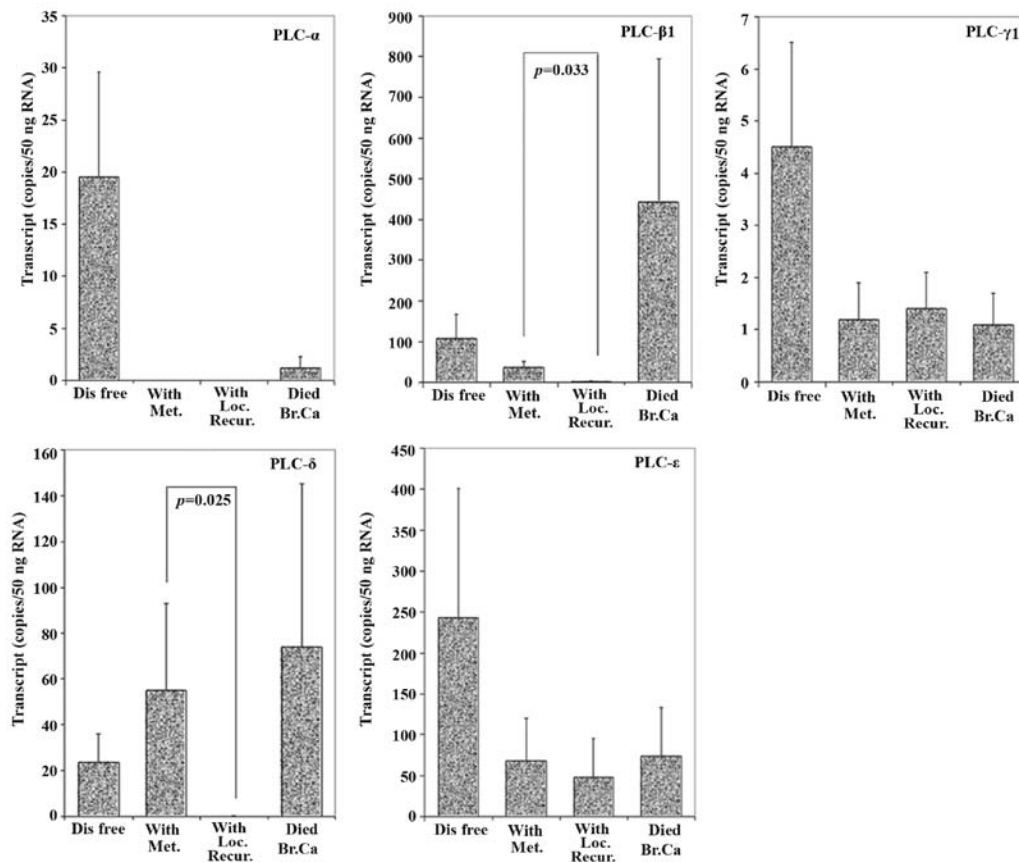 PLC-α
Transcript (copies/50 ng RNA)
35
30
25
20
15
10
5
0
Dis free
With
Met.
With
Loc.
Recur.
Died
Br.Ca
PLC-β1
p=0.033
Transcript (copies/50 ng RNA)
900
800
700
600
500
400
300
200
100
0
Dis free
With
Met.
With
Loc.
Recur.
Died
Br.Ca
PLC-γ1
Transcript (copies/50 ng RNA)
7
6
5
4
3
2
1
0
Dis free
With
Met.
With
Loc.
Recur.
Died
Br.Ca
PLC-δ
p=0.025
Transcript (copies/50 ng RNA)
160
140
120
100
80
60
40
20
0
Dis free
With
Met.
With
Loc.
Recur.
Died
Br.Ca
PLC-ε
Transcript (copies/50 ng RNA)
450
400
350
300
250
200
150
100
50
0
Dis free
With
Met.
With
Loc.
Recur.
Died
Br.Ca